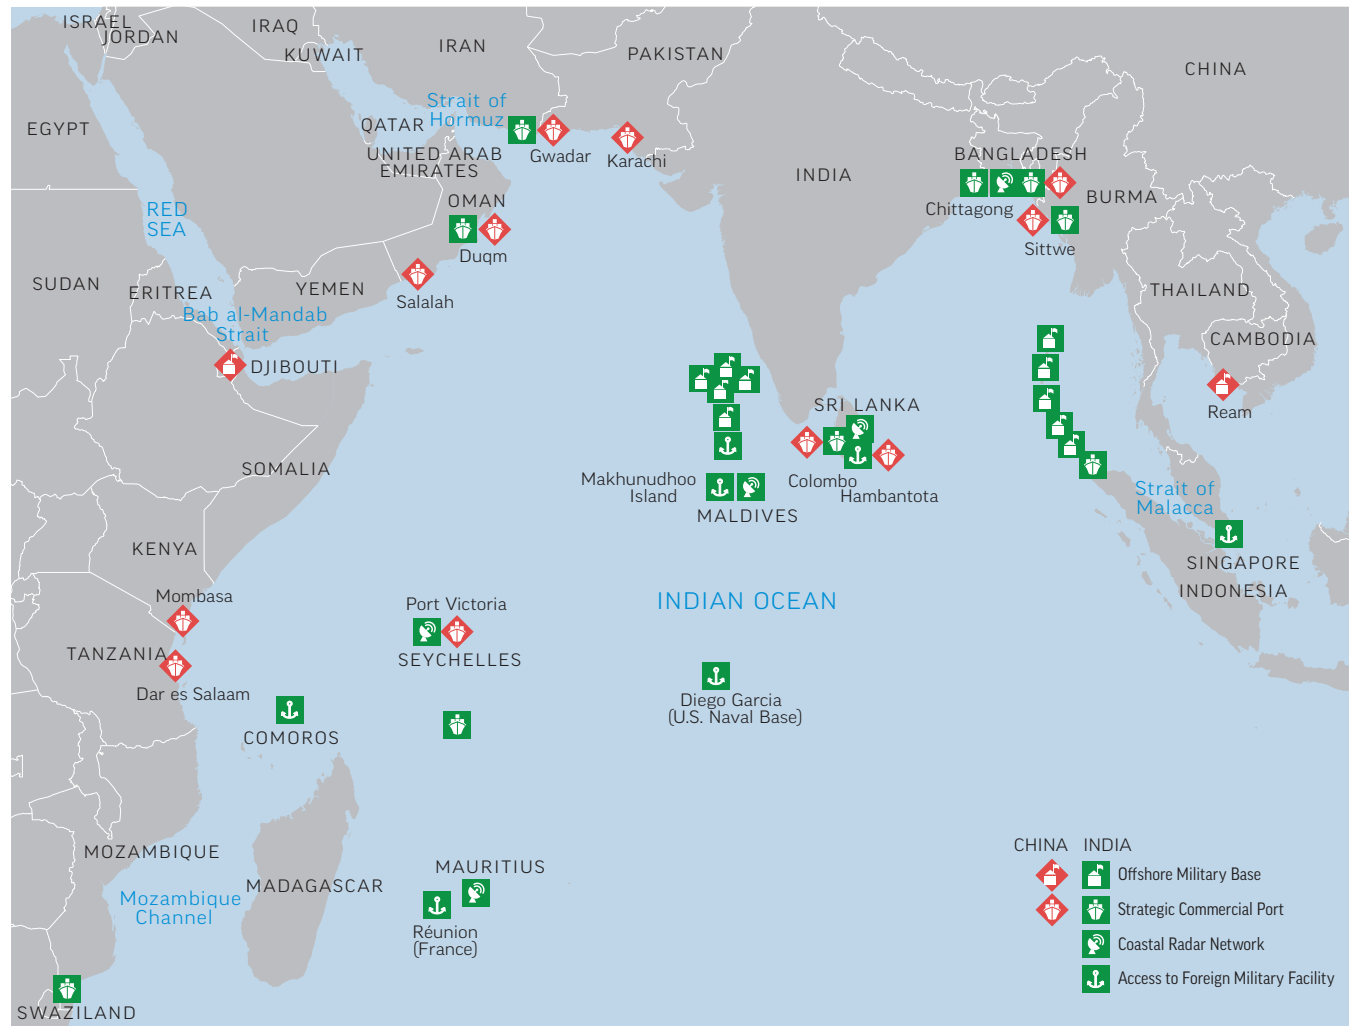 ISRAEL
JORDAN
IRAQ
KUWAIT
IRAN
PAKISTAN
CHINA
EGYPT
QATAR
Strait of
Hormuz
UNITED ARAB
EMIRATES
Gwadar
Karachi
INDIA
BANGLADESH
BURMA
Chittagong
Sittwe
RED
SEA
OMAN
Duqm
Salalah
SUDAN
ERITREA
YEMEN
Bab al-Mandab
Strait
DJIBOUTI
THAILAND
CAMBODIA
Ream
SOMALIA
SRI LANKA
Colombo
Hambantota
Makhunudhoo
Island
MALDIVES
Strait of
Malacca
SINGAPORE
INDONESIA
KENYA
Mombasa
TANZANIA
Dar es Salaam
Port Victoria
SEYCHELLES
INDIAN OCEAN
Diego Garcia
(U.S. Naval Base)
COMOROS
MOZAMBIQUE
Mozambique
Channel
MADAGASCAR
MAURITIUS
Réunion
(France)
SWAZILAND
CHINA INDIA
Offshore Military Base
Strategic Commercial Port
Coastal Radar Network
Access to Foreign Military Facility